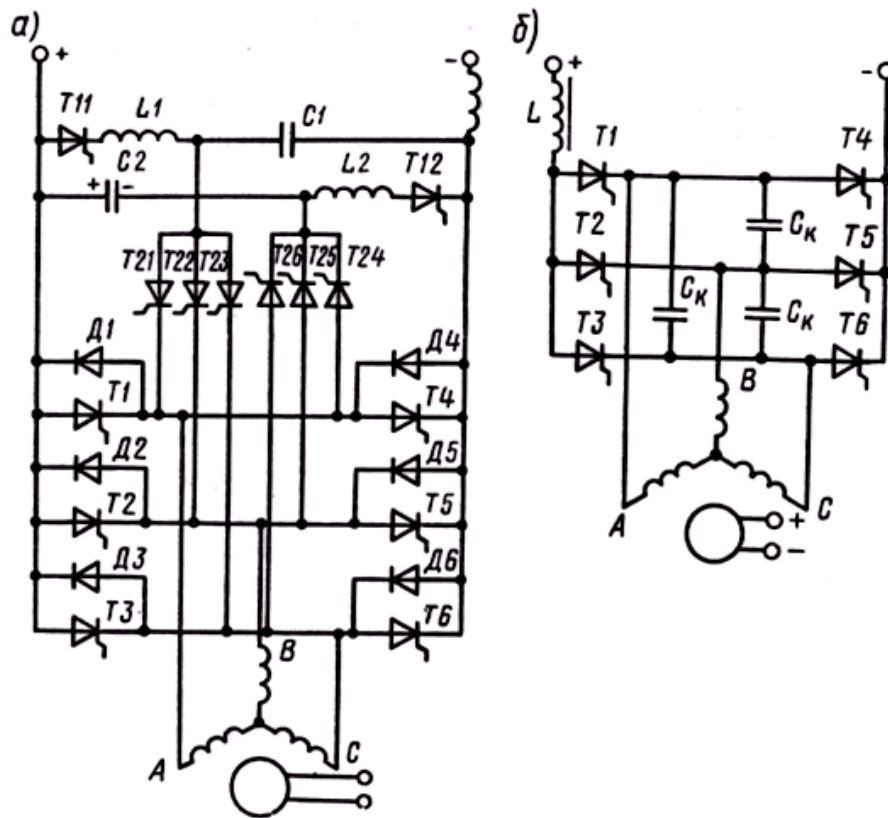 а) б)
+ - + -
T11 L1 C1 L T1 T4
C2 L2 T12
+ - T2 Cк T5
T21 T22 T23 T26 T25 T24
Cк Cк
T3 T6
Д1 Д4
T1 T4 B
Д2 Д5
T2 T5
A C
Д3 Д6 +
T3 T6 -
B
A C